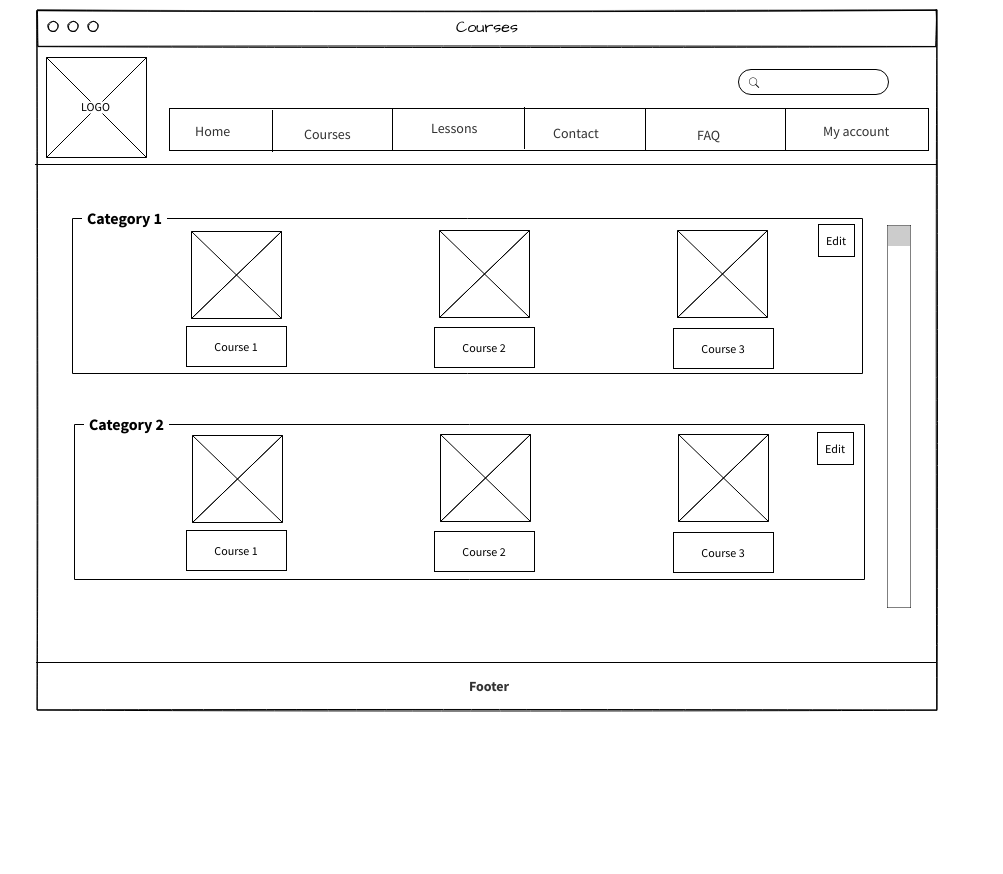 Courses
LOGO
Home Courses Lessons Contact FAQ My account
Category 1
Edit
Course 1 Course 2 Course 3
Category 2
Edit
Course 1 Course 2 Course 3
Footer